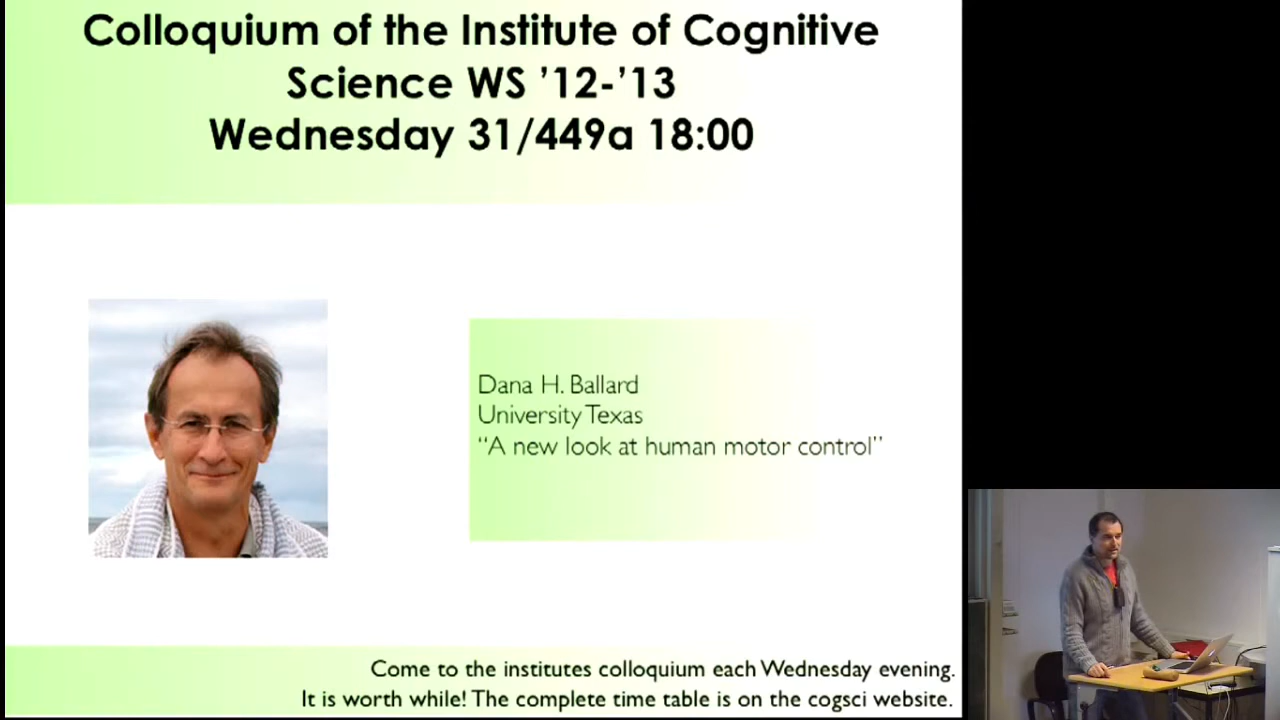 Colloquium of the Institute of Cognitive
Science WS ’12-’13
Wednesday 31/449a 18:00
Dana H. Ballard
University Texas
“A new look at human motor control”
Come to the institutes colloquium each Wednesday evening.
It is worth while! The complete time table is on the cogsci website.